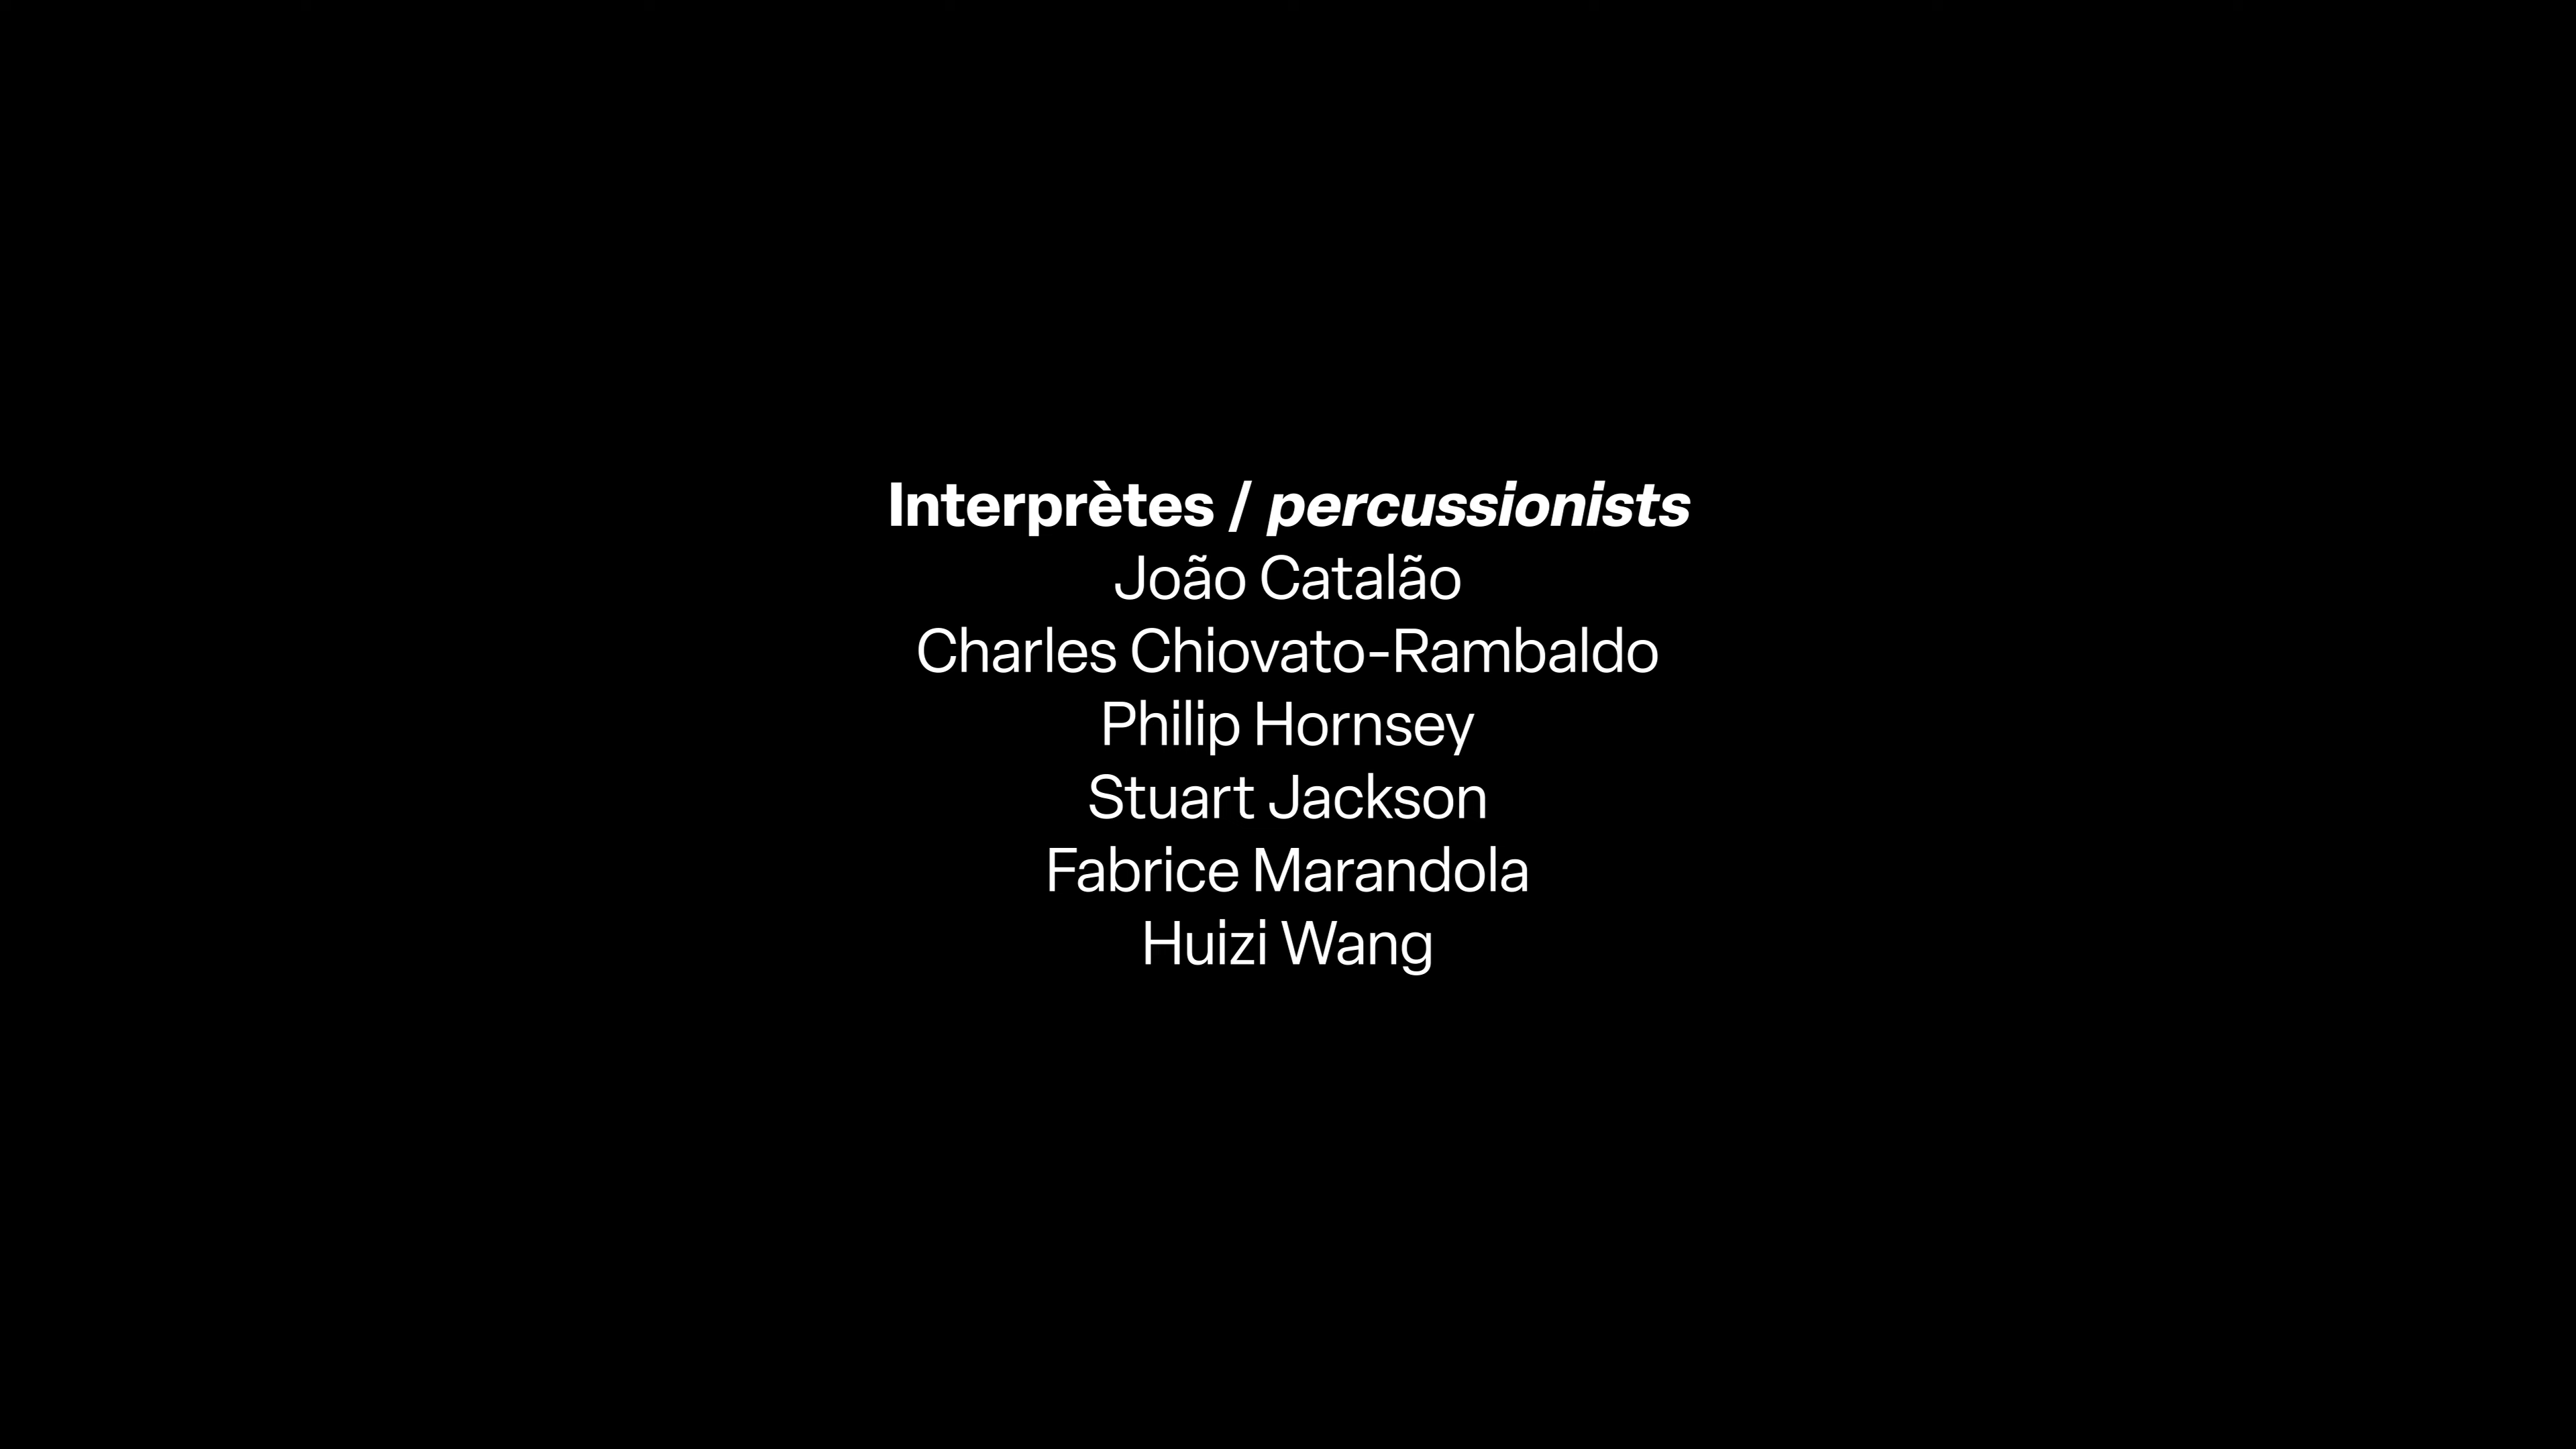 Interprètes / percussionists
João Catalão
Charles Chiovato-Rambaldo
Philip Hornsey
Stuart Jackson
Fabrice Marandola
Huizi Wang